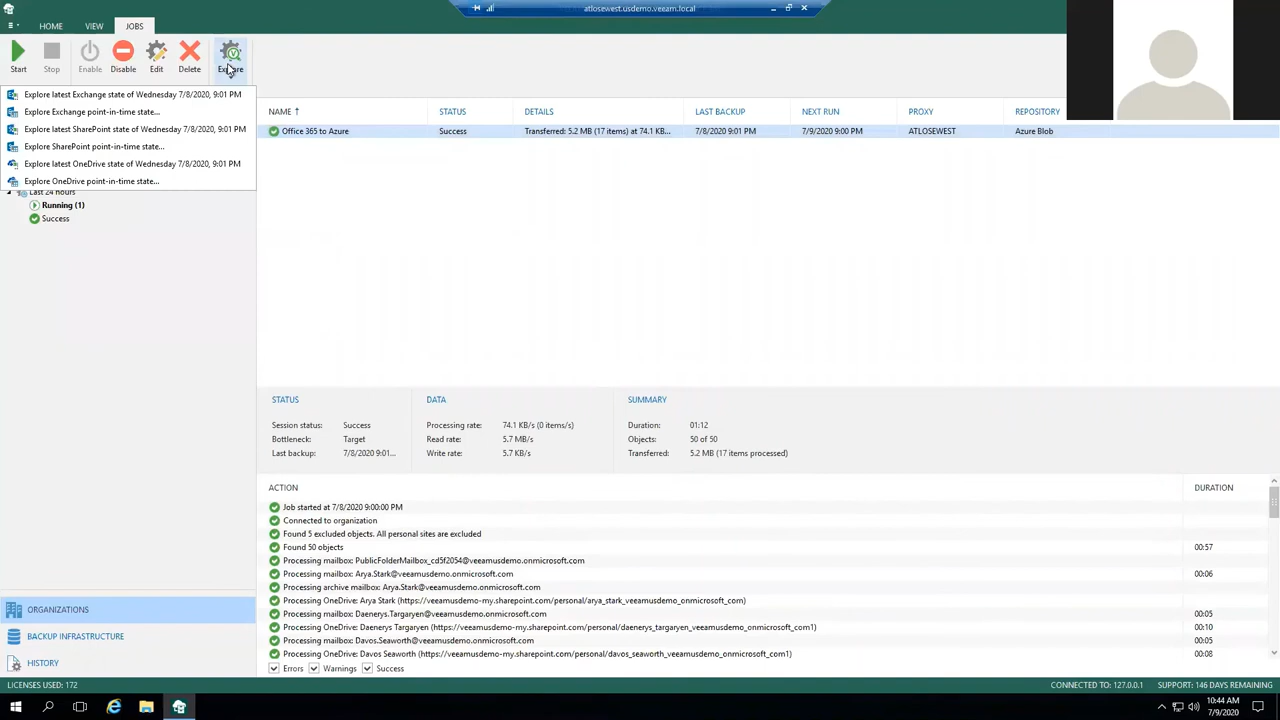 atlosewest.usdemo.veeam.local
HOME VIEW JOBS
Start Stop Enable Disable Edit Delete Explore
Explore latest Exchange state of Wednesday 7/8/2020, 9:01 PM
Explore Exchange point-in-time state...
Explore latest SharePoint state of Wednesday 7/8/2020, 9:01 PM
Explore SharePoint point-in-time state...
Explore latest OneDrive state of Wednesday 7/8/2020, 9:01 PM
Explore OneDrive point-in-time state...
Last 24 hours
Running (1)
Success
NAME STATUS DETAILS LAST BACKUP NEXT RUN PROXY REPOSITORY
Office 365 to Azure Success Transferred: 5.2 MB (17 items) at 74.1 KB... 7/8/2020 9:01 PM 7/9/2020 9:00 PM ATLOSEWEST Azure Blob
STATUS DATA SUMMARY
Session status: Success Processing rate: 74.1 KB/s (0 items/s) Duration: 01:12
Bottleneck: Target Read rate: 5.7 MB/s Objects: 50 of 50
Last backup: 7/8/2020 9:01... Write rate: 5.7 KB/s Transferred: 5.2 MB (17 items processed)
ACTION DURATION
Job started at 7/8/2020 9:00:00 PM
Connected to organization
Found 5 excluded objects. All personal sites are excluded
Found 50 objects 00:57
Processing mailbox: PublicFolderMailbox_cd5f2054@veeamusdemo.onmicrosoft.com
Processing mailbox: Arya.Stark@veeamusdemo.onmicrosoft.com 00:06
Processing archive mailbox: Arya.Stark@veeamusdemo.onmicrosoft.com
Processing OneDrive: Arya Stark (https://veeamusdemo-my.sharepoint.com/personal/arya_stark_veeamusdemo_onmicrosoft_com)
Processing mailbox: Daenerys.Targaryen@veeamusdemo.onmicrosoft.com 00:05
Processing OneDrive: Daenerys Targaryen (https://veeamusdemo-my.sharepoint.com/personal/daenerys_targaryen_veeamusdemo_onmicrosoft_com1) 00:10
Processing mailbox: Davos.Seaworth@veeamusdemo.onmicrosoft.com 00:05
Processing OneDrive: Davos Seaworth (https://veeamusdemo-my.sharepoint.com/personal/davos_seaworth_veeamusdemo_onmicrosoft_com1) 00:08
Errors Warnings Success
ORGANIZATIONS
BACKUP INFRASTRUCTURE
HISTORY
LICENSES USED: 172 CONNECTED TO: 127.0.0.1 SUPPORT: 146 DAYS REMAINING
10:44 AM
7/9/2020